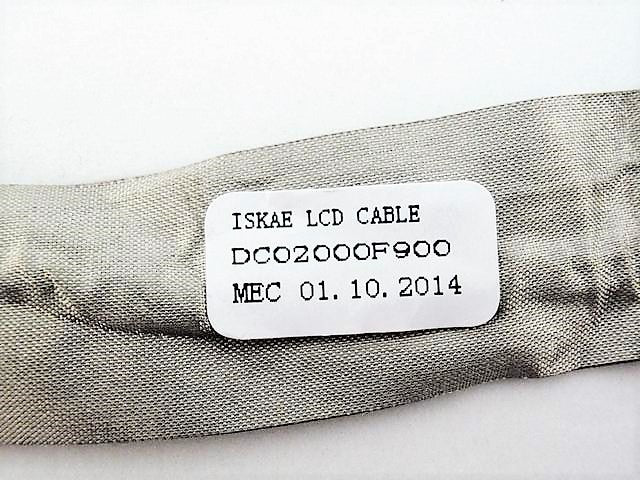 ISKAE LCD CABLE
DC02000F900
MEC 01.10.2014